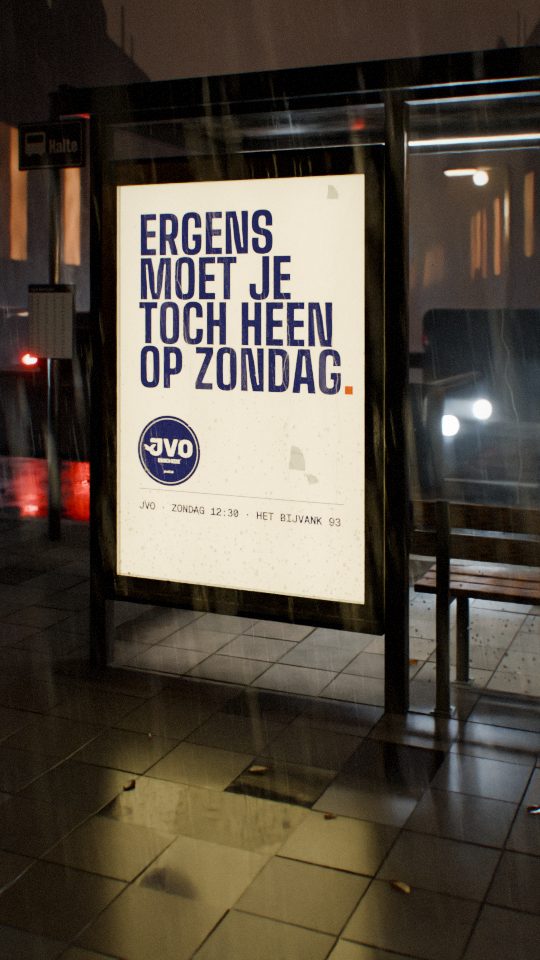 Halte
ERGENS
MOET JE
TOCH HEEN
OP ZONDAG.
JVO
JVO · ZONDAG 12:30 · HET BIJVANK 93